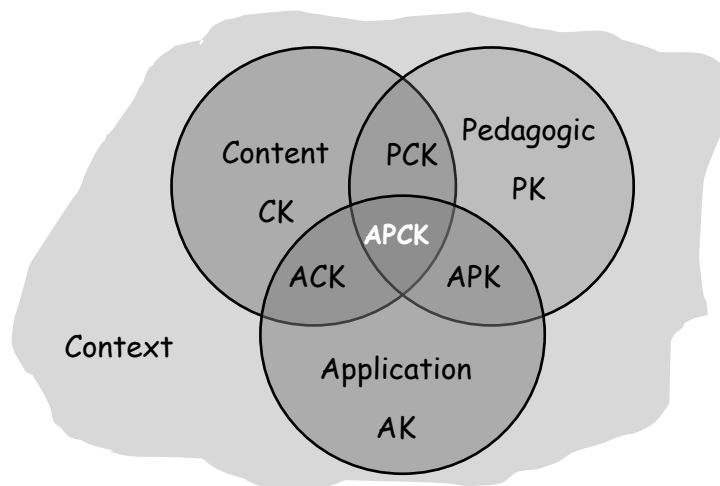 Content
CK
PCK
Pedagogic
PK
APCK
ACK
APK
Context
Application
AK